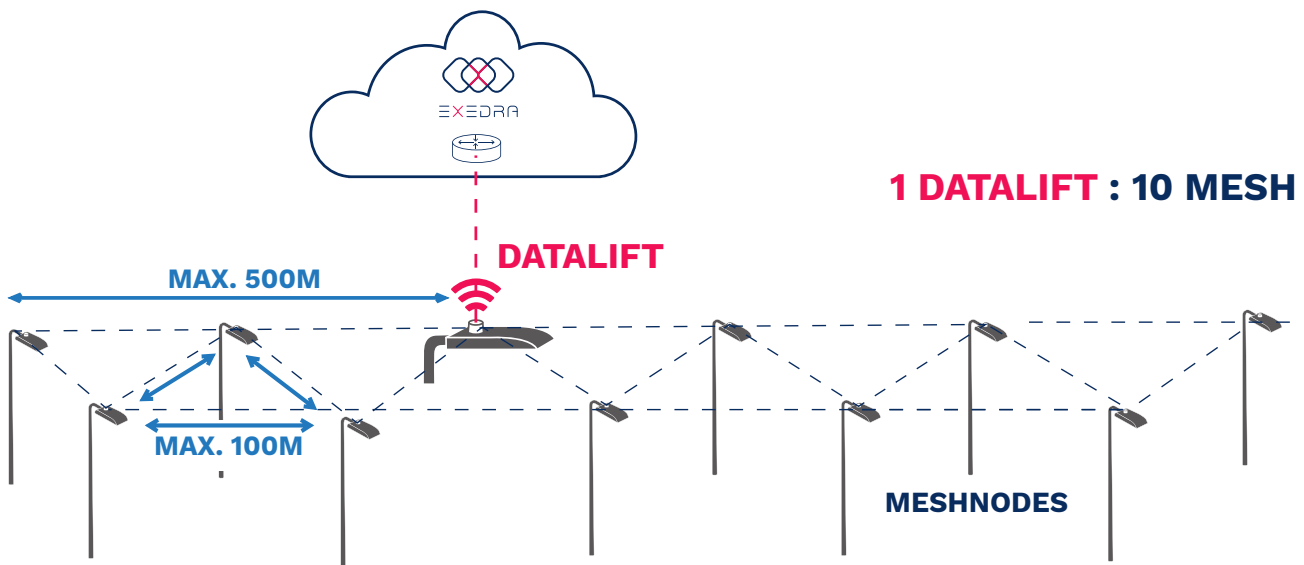 EXEDRA
1 DATALIFT : 10 MESH
DATALIFT
MAX. 500M
MAX. 100M
MESHNODES